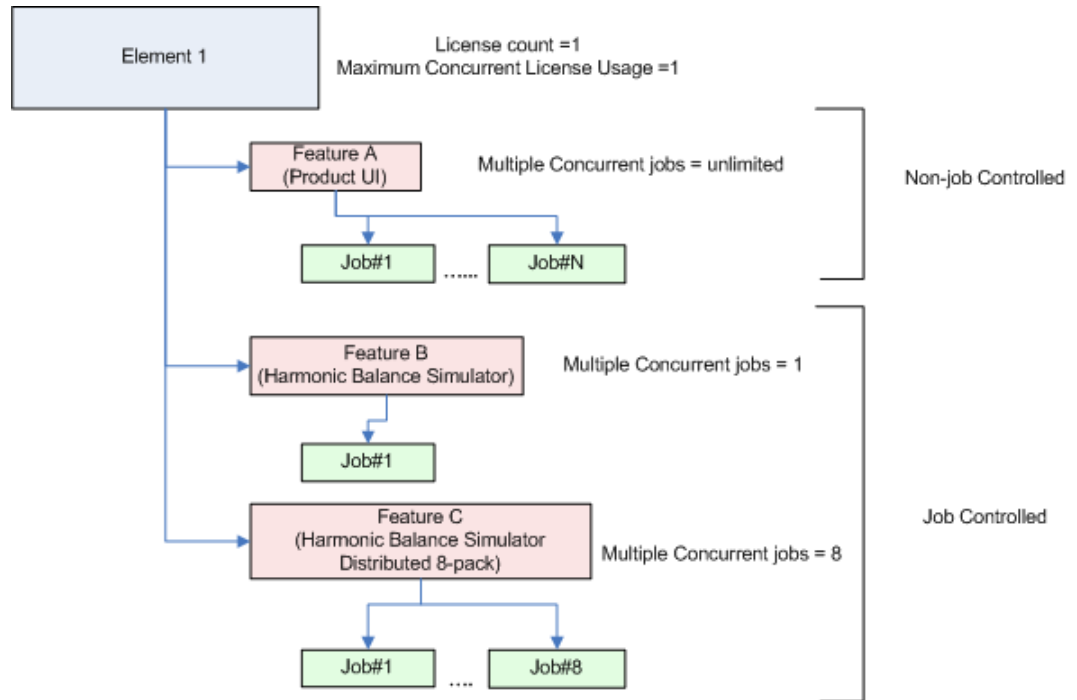 Element 1
License count =1
Maximum Concurrent License Usage =1
Feature A
(Product UI)
Multiple Concurrent jobs = unlimited
Non-job Controlled
Job#1
......
Job#N
Feature B
(Harmonic Balance Simulator)
Multiple Concurrent jobs = 1
Job#1
Feature C
(Harmonic Balance Simulator
Distributed 8-pack)
Multiple Concurrent jobs = 8
Job Controlled
Job#1
....
Job#8